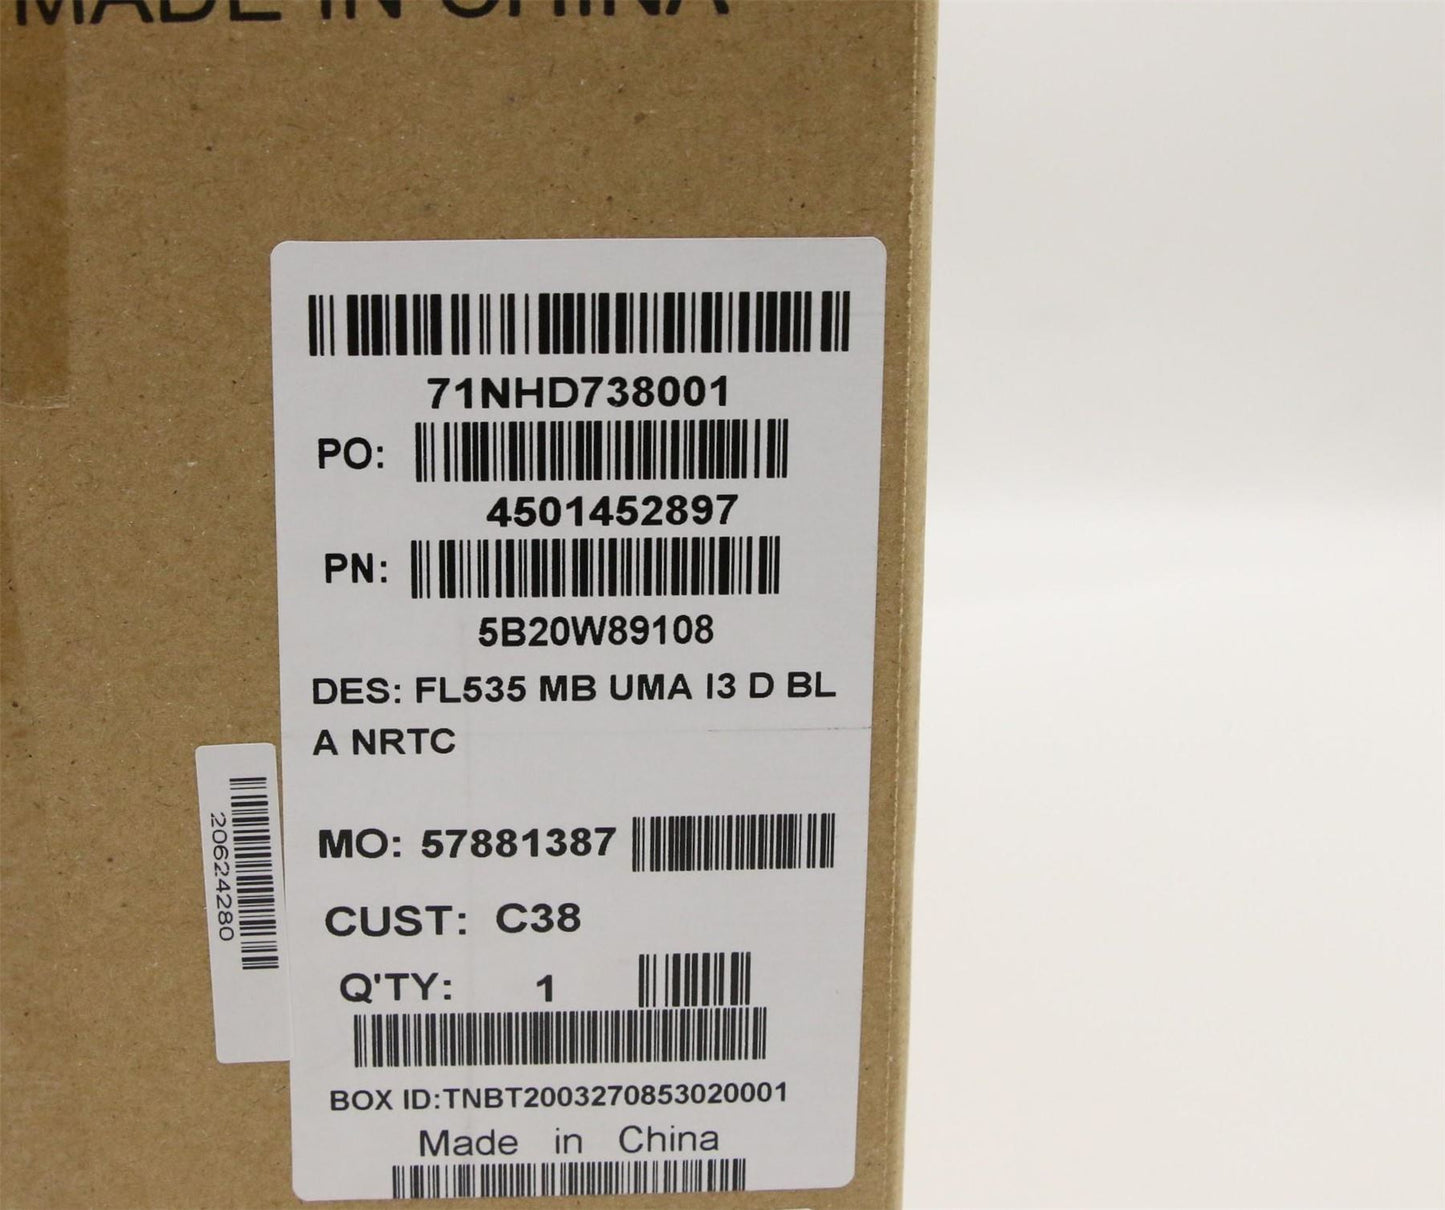 MADE IN CHINA
71NHD738001
PO:
4501452897
PN:
5B20W89108
DES: FL535 MB UMA I3 D BL
A NRTC
MO: 57881387
CUST: C38
Q'TY: 1
BOX ID:TNBT2003270853020001
Made in China
20624280